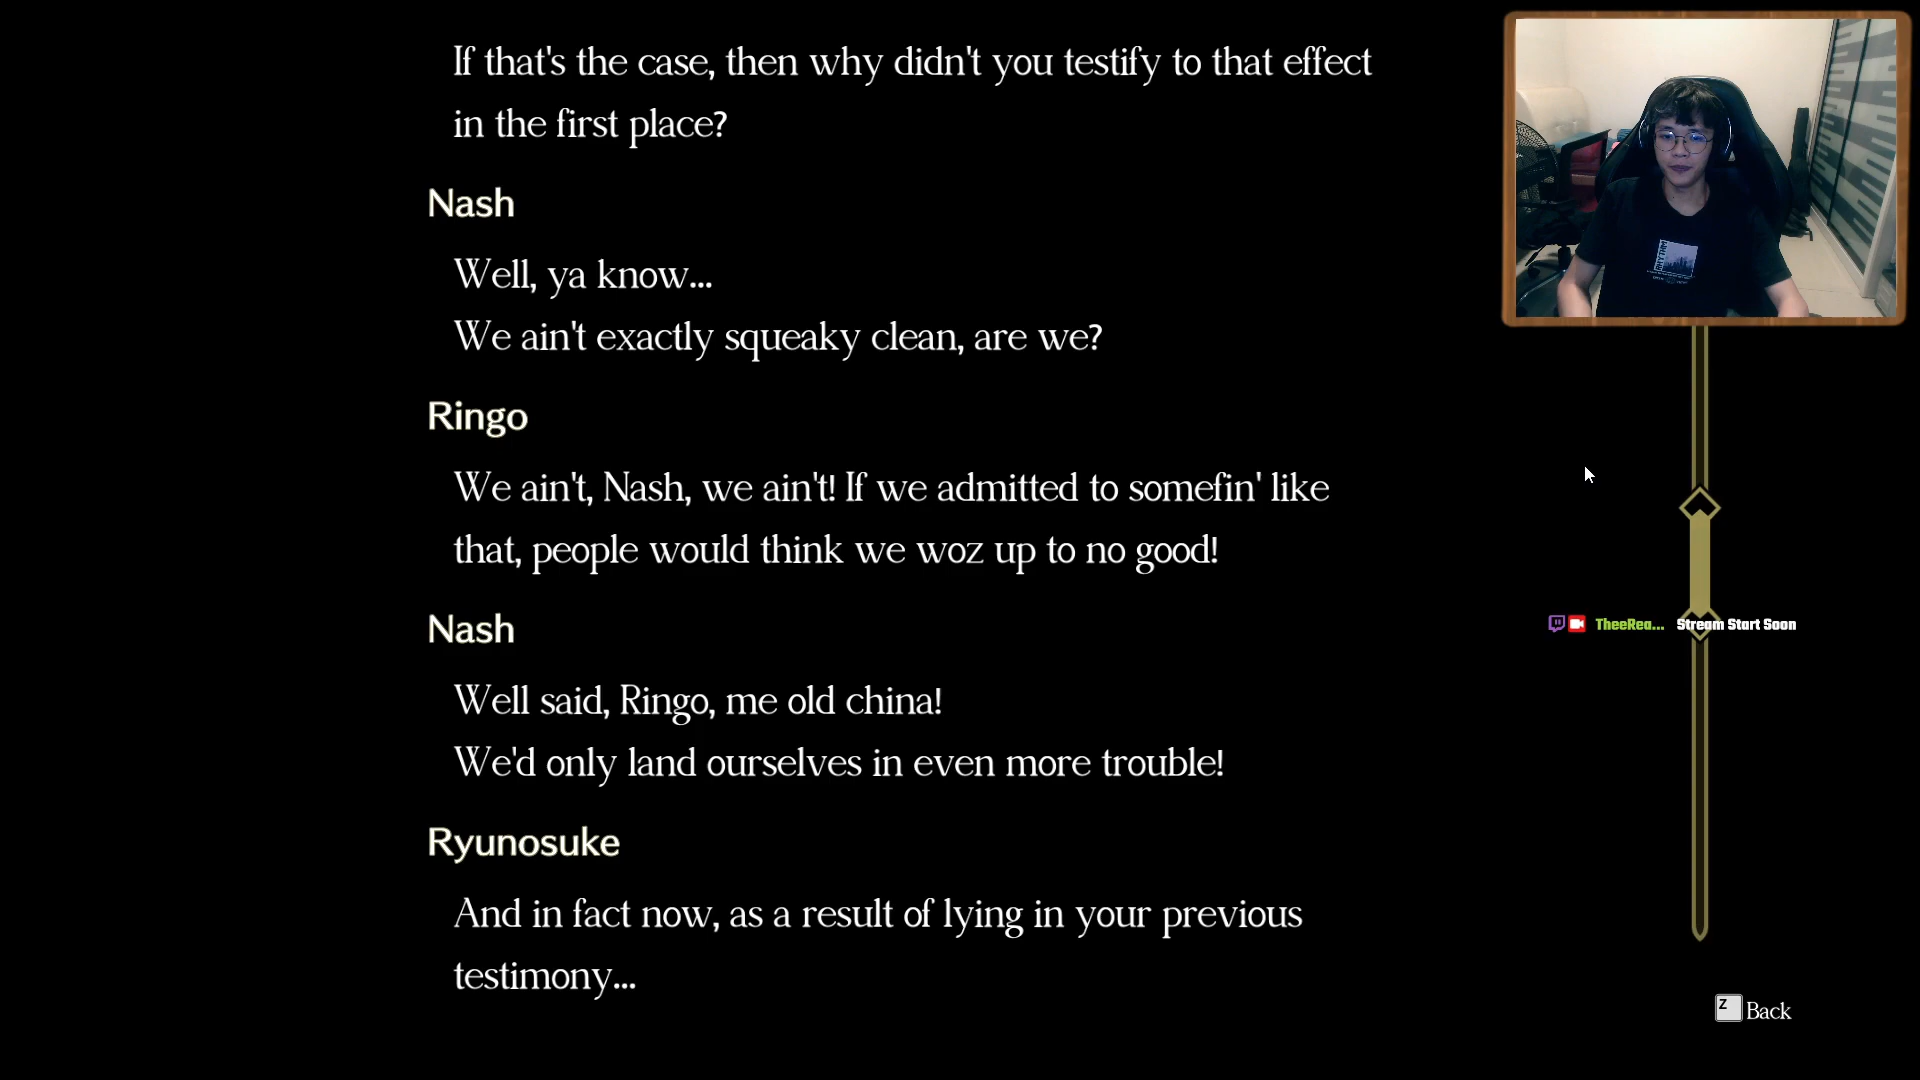 If that's the case, then why didn't you testify to that effect
in the first place?
Nash
Well, ya know...
We ain't exactly squeaky clean, are we?
Ringo
We ain't, Nash, we ain't! If we admitted to somefin' like
that, people would think we woz up to no good!
Nash
Well said, Ringo, me old china!
We'd only land ourselves in even more trouble!
Ryunosuke
And in fact now, as a result of lying in your previous
testimony...
TheeRea... Stream Start Soon
Z Back